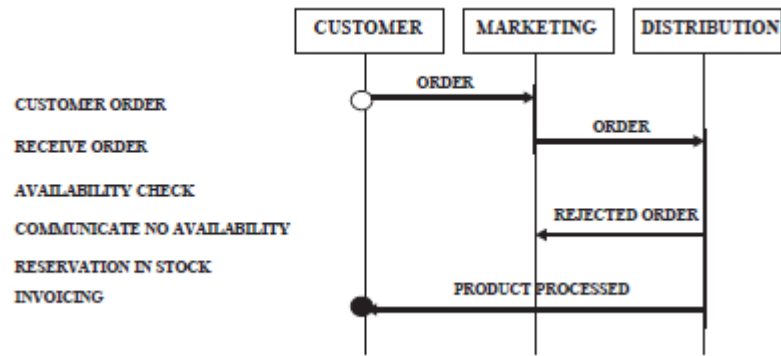 CUSTOMER MARKETING DISTRIBUTION
ORDER
CUSTOMER ORDER
ORDER
RECEIVE ORDER
AVAILABILITY CHECK
REJECTED ORDER
COMMUNICATE NO AVAILABILITY
RESERVATION IN STOCK
PRODUCT PROCESSED
INVOICING